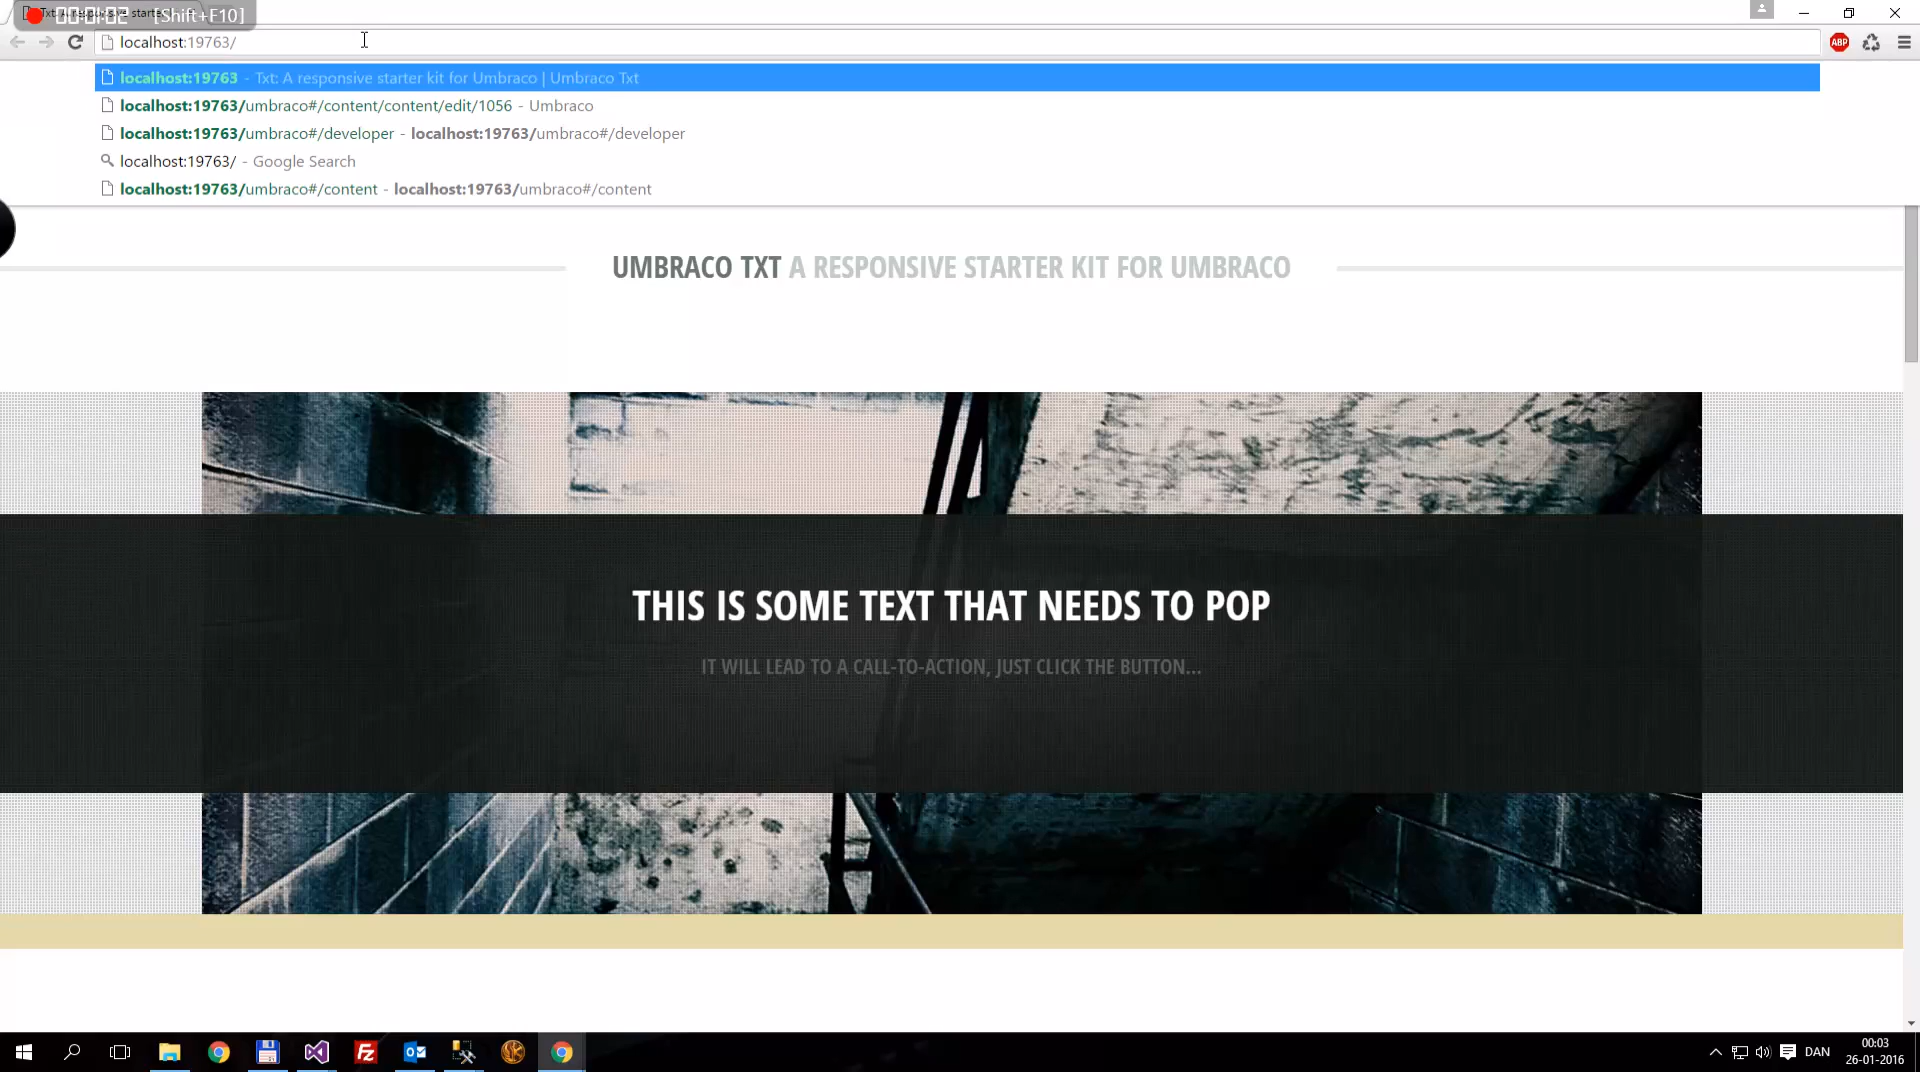 Txt: A responsive starte
00:01:02 [Shift+F10]
localhost:19763/
localhost:19763 - Txt: A responsive starter kit for Umbraco | Umbraco Txt
localhost:19763/umbraco#/content/content/edit/1056 - Umbraco
localhost:19763/umbraco#/developer - localhost:19763/umbraco#/developer
localhost:19763/ - Google Search
localhost:19763/umbraco#/content - localhost:19763/umbraco#/content
ABP
UMBRACO TXT A RESPONSIVE STARTER KIT FOR UMBRACO
THIS IS SOME TEXT THAT NEEDS TO POP
IT WILL LEAD TO A CALL-TO-ACTION, JUST CLICK THE BUTTON...
DAN
00:03
26-01-2016